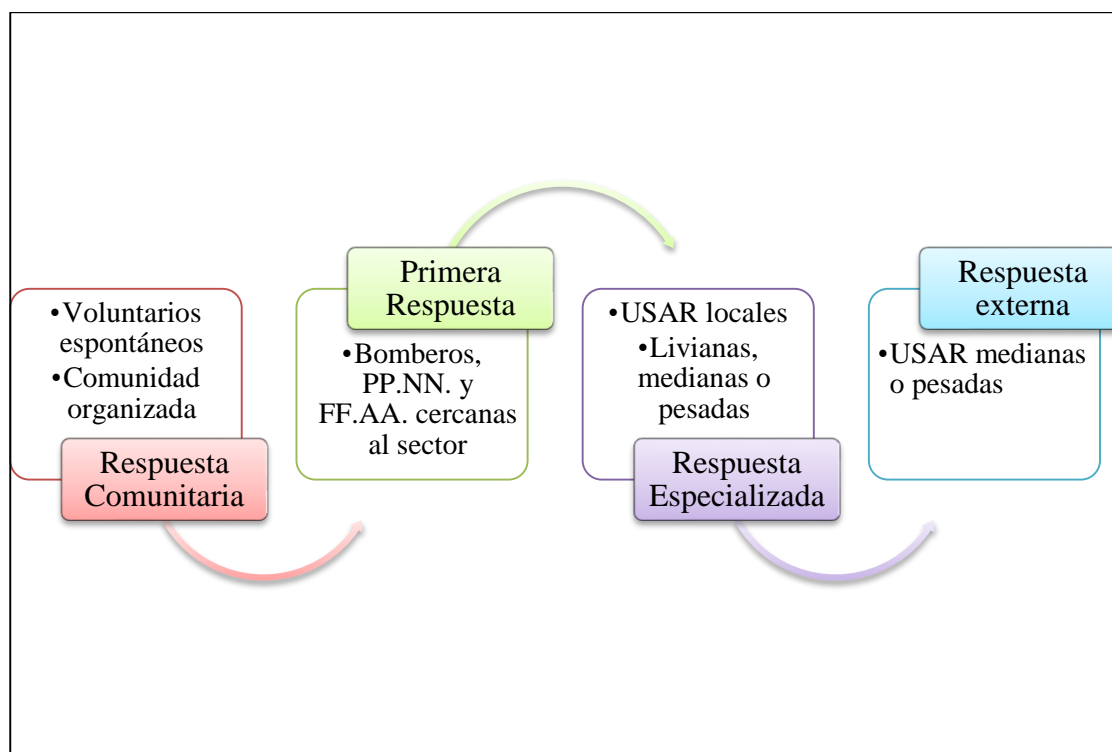 •Voluntarios
espontáneos
•Comunidad
organizada
Respuesta
Comunitaria
Primera
Respuesta
•Bomberos,
PP.NN. y
FF.AA. cercanas
al sector
•USAR locales
•Livianas,
medianas o
pesadas
Respuesta
Especializada
Respuesta
externa
•USAR medianas
o pesadas